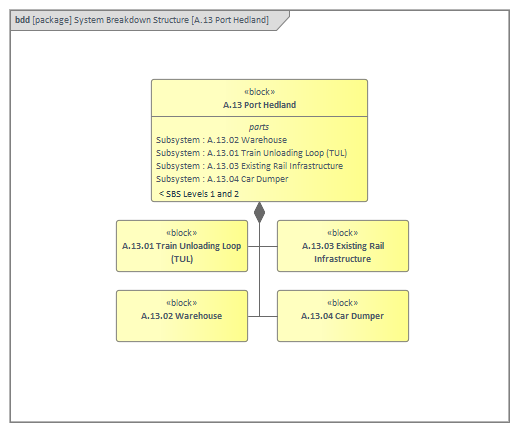 bdd [package] System Breakdown Structure [A.13 Port Hedland]
«block»
A.13 Port Hedland
parts
Subsystem : A.13.02 Warehouse
Subsystem : A.13.01 Train Unloading Loop (TUL)
Subsystem : A.13.03 Existing Rail Infrastructure
Subsystem : A.13.04 Car Dumper
< SBS Levels 1 and 2
«block»
A.13.01 Train Unloading Loop
(TUL)
«block»
A.13.03 Existing Rail
Infrastructure
«block»
A.13.02 Warehouse
«block»
A.13.04 Car Dumper